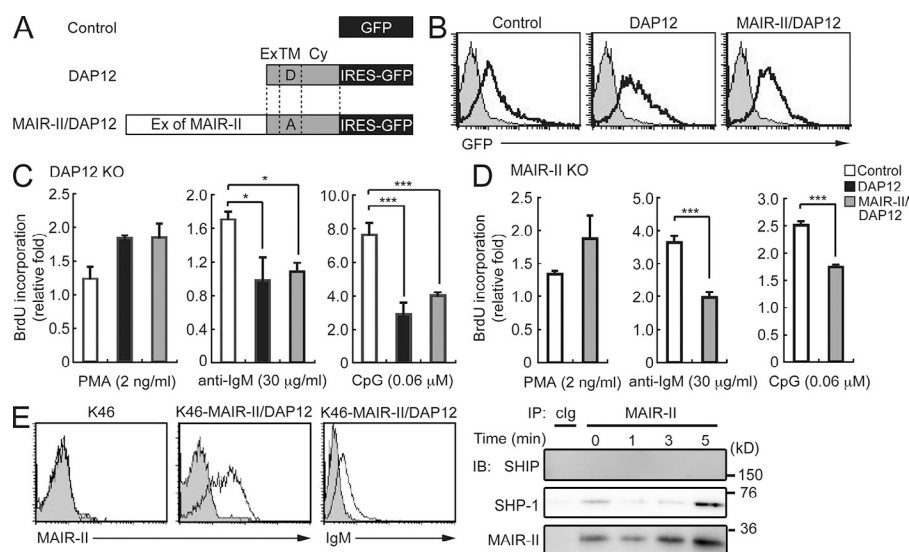 A
Control
GFP
Ex TM Cy
DAP12
D
IRES-GFP
MAIR-II/DAP12
Ex of MAIR-II
A
IRES-GFP
B
Control
DAP12
MAIR-II/DAP12
GFP
C
DAP12 KO
BrdU incorporation
(relative fold)
2.5
2.0
1.5
1.0
0.5
0
PMA (2 ng/ml)
1.8
1.4
1.0
0.6
0.2
0
*
*
anti-IgM (30 μg/ml)
10.0
8.0
6.0
4.0
2.0
0
***
***
CpG (0.06 μM)
D
MAIR-II KO
BrdU incorporation
(relative fold)
2.5
2.0
1.5
1.0
0.5
0
PMA (2 ng/ml)
5.0
4.0
3.0
2.0
1.0
0
***
anti-IgM (30 μg/ml)
3.0
2.5
2.0
1.5
1.0
0.5
0
***
CpG (0.06 μM)
Control
DAP12
MAIR-II/
DAP12
E
K46
K46-MAIR-II/DAP12
K46-MAIR-II/DAP12
MAIR-II
IgM
IP: cIg MAIR-II
Time (min) 0 1 3 5 (kD)
IB: SHIP
150
SHP-1
76
MAIR-II
36